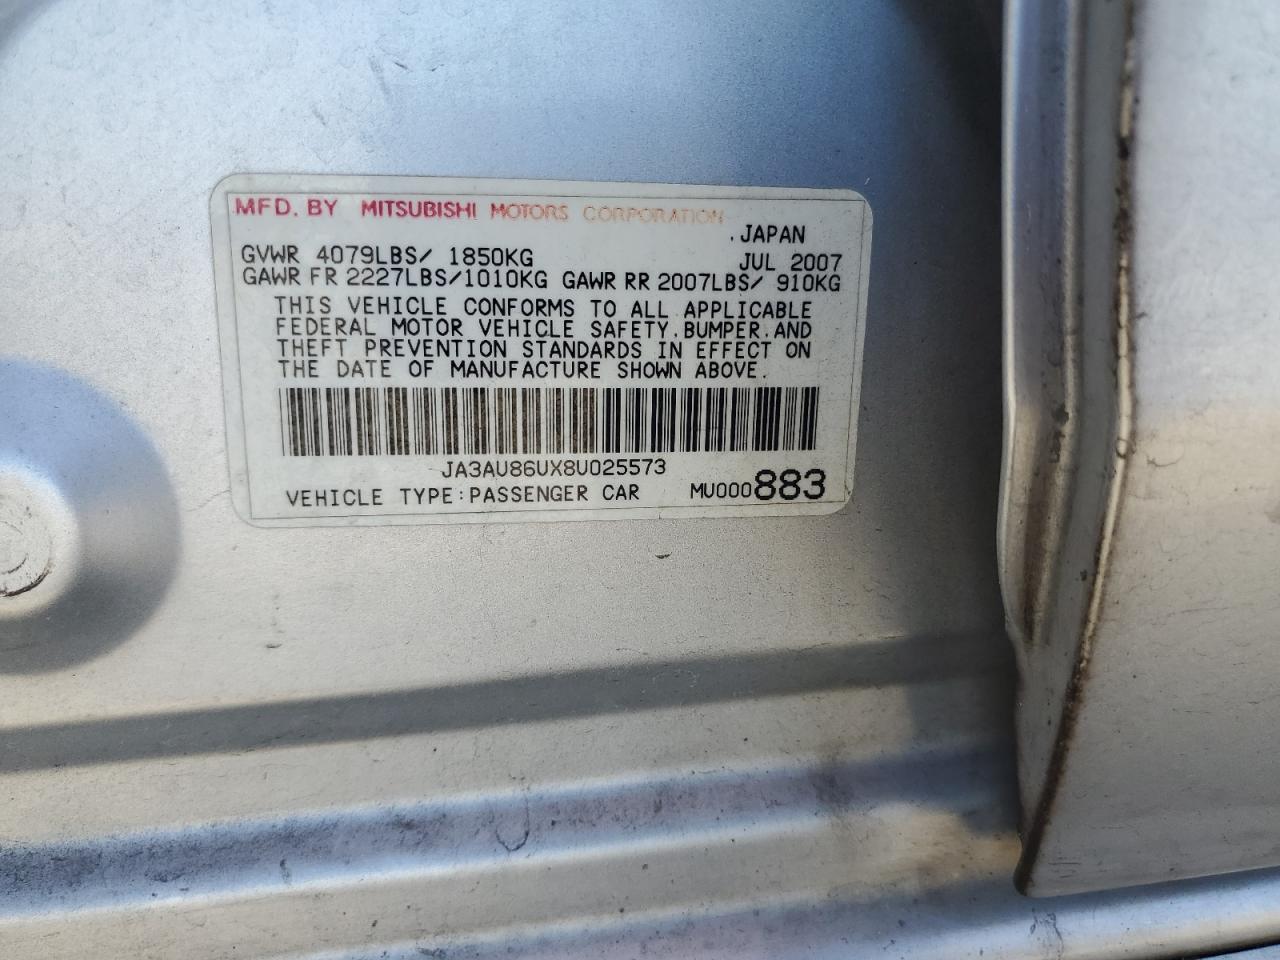 MFD. BY MITSUBISHI MOTORS CORPORATION
JAPAN
GVWR 4079LBS/ 1850KG JUL 2007
GAWR FR 2227LBS/1010KG GAWR RR 2007LBS/ 910KG
THIS VEHICLE CONFORMS TO ALL APPLICABLE
FEDERAL MOTOR VEHICLE SAFETY.BUMPER.AND
THEFT PREVENTION STANDARDS IN EFFECT ON
THE DATE OF MANUFACTURE SHOWN ABOVE.
JA3AU86UX8U025573
VEHICLE TYPE:PASSENGER CAR MU000883